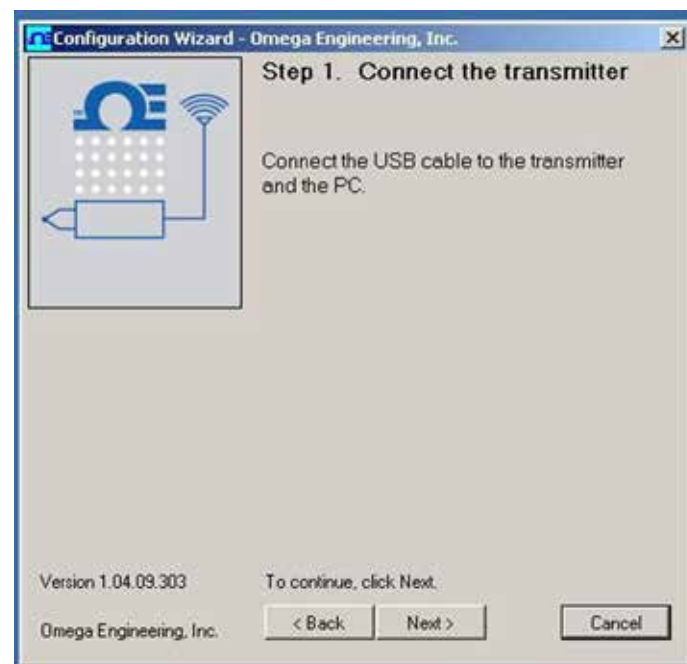 Configuration Wizard - Omega Engineering, Inc.
Step 1. Connect the transmitter
Connect the USB cable to the transmitter
and the PC.
Version 1.04.09.303
To continue, click Next.
Omega Engineering, Inc.
< Back
Next >
Cancel